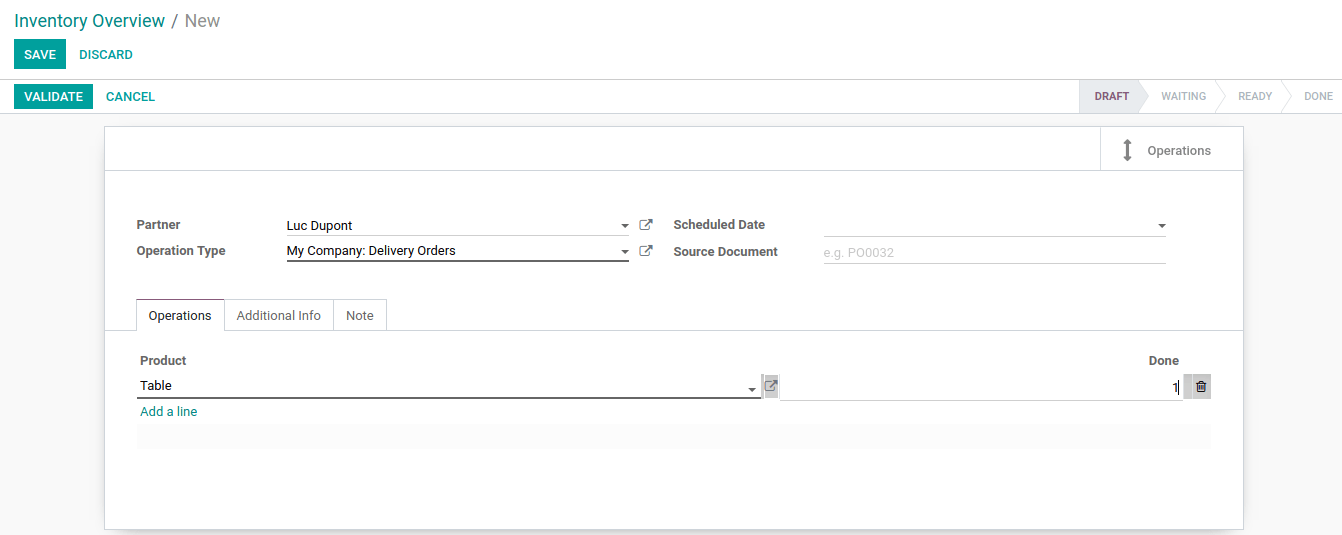 Inventory Overview / New
SAVE DISCARD
VALIDATE CANCEL DRAFT WAITING READY DONE
Operations
Partner Luc Dupont Scheduled Date
Operation Type My Company: Delivery Orders Source Document e.g. PO0032
Operations Additional Info Note
Product Done
Table 1
Add a line